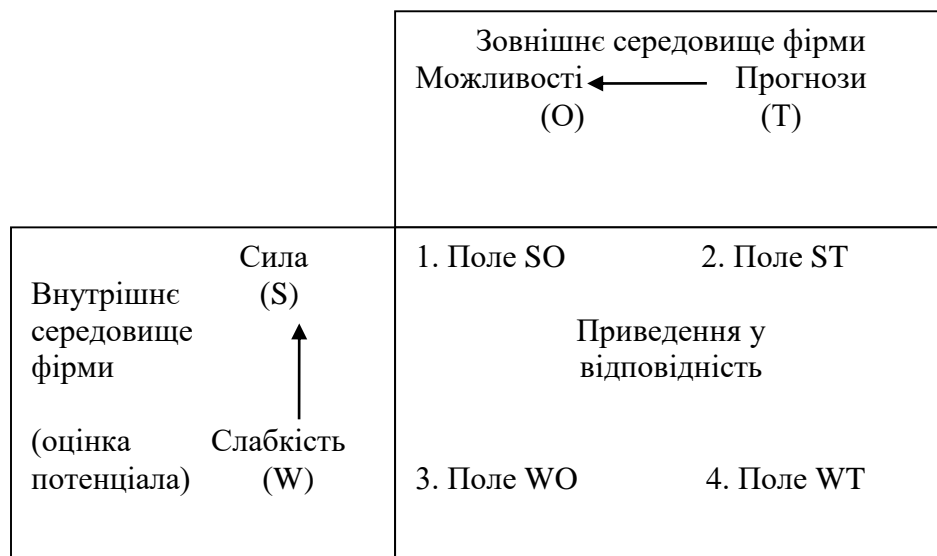 Зовнішнє середовище фірми
Можливості Прогнози
(O) (T)
Сила
Внутрішнє (S)
середовище
фірми
(оцінка Слабкість
потенціала) (W)
1. Поле SO 2. Поле ST
Приведення у
відповідність
3. Поле WO 4. Поле WT